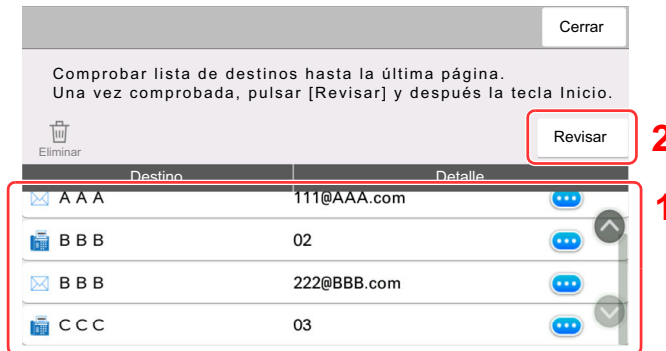 Cerrar
Comprobar lista de destinos hasta la última página.
Una vez comprobada, pulsar [Revisar] y después la tecla Inicio.
Eliminar
Revisar
2
Destino Detalle
1
A A A 111@AAA.com
B B B 02
B B B 222@BBB.com
C C C 03